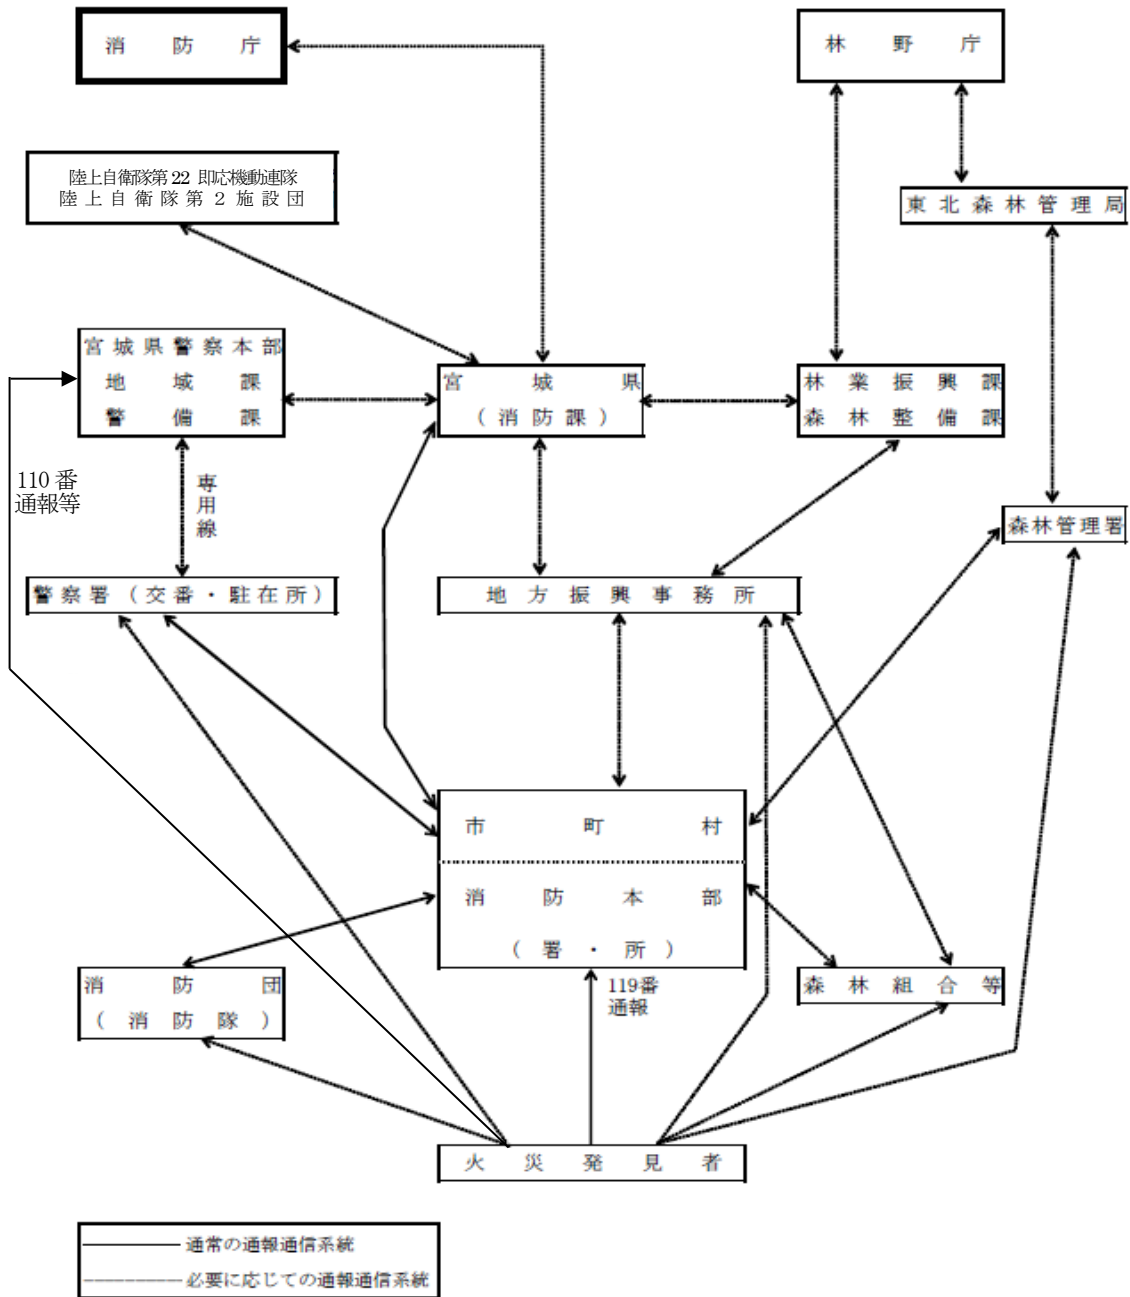 消防庁
林野庁
陸上自衛隊第22即応機動連隊
陸上自衛隊第2施設団
東北森林管理局
宮城県警察本部
地域課
警備課
宮城県
(消防課)
林業振興課
森林整備課
110番
通報等
専用線
森林管理署
警察署(交番・駐在所)
地方振興事務所
市町村
消防本部
(署・所)
消防団
(消防隊)
119番
通報
森林組合等
火災発見者
通常の通報通信系統
必要に応じての通報通信系統